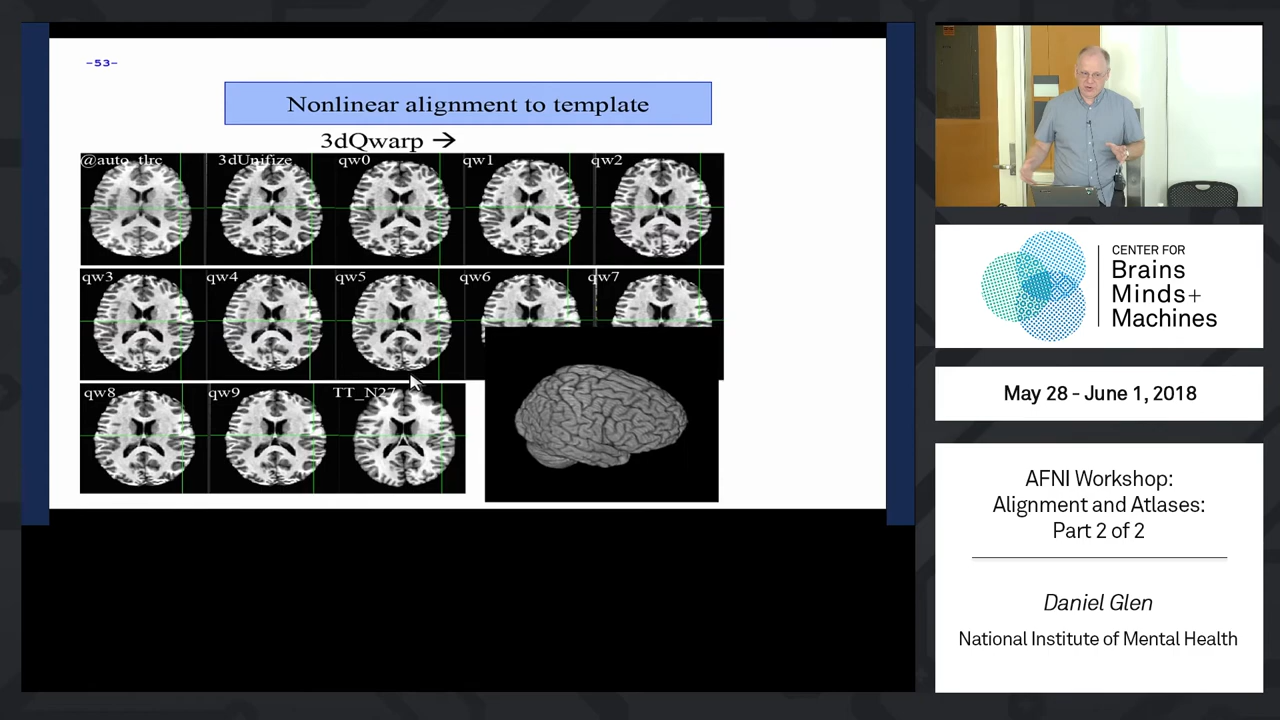 -53-
Nonlinear alignment to template
3dQwarp →
@auto_tlrc 3dUnifize qw0 qw1 qw2
qw3 qw4 qw5 qw6 qw7
qw8 qw9 TT_N27
CENTER FOR
Brains
Minds+
Machines
May 28 - June 1, 2018
AFNI Workshop:
Alignment and Atlases:
Part 2 of 2
Daniel Glen
National Institute of Mental Health